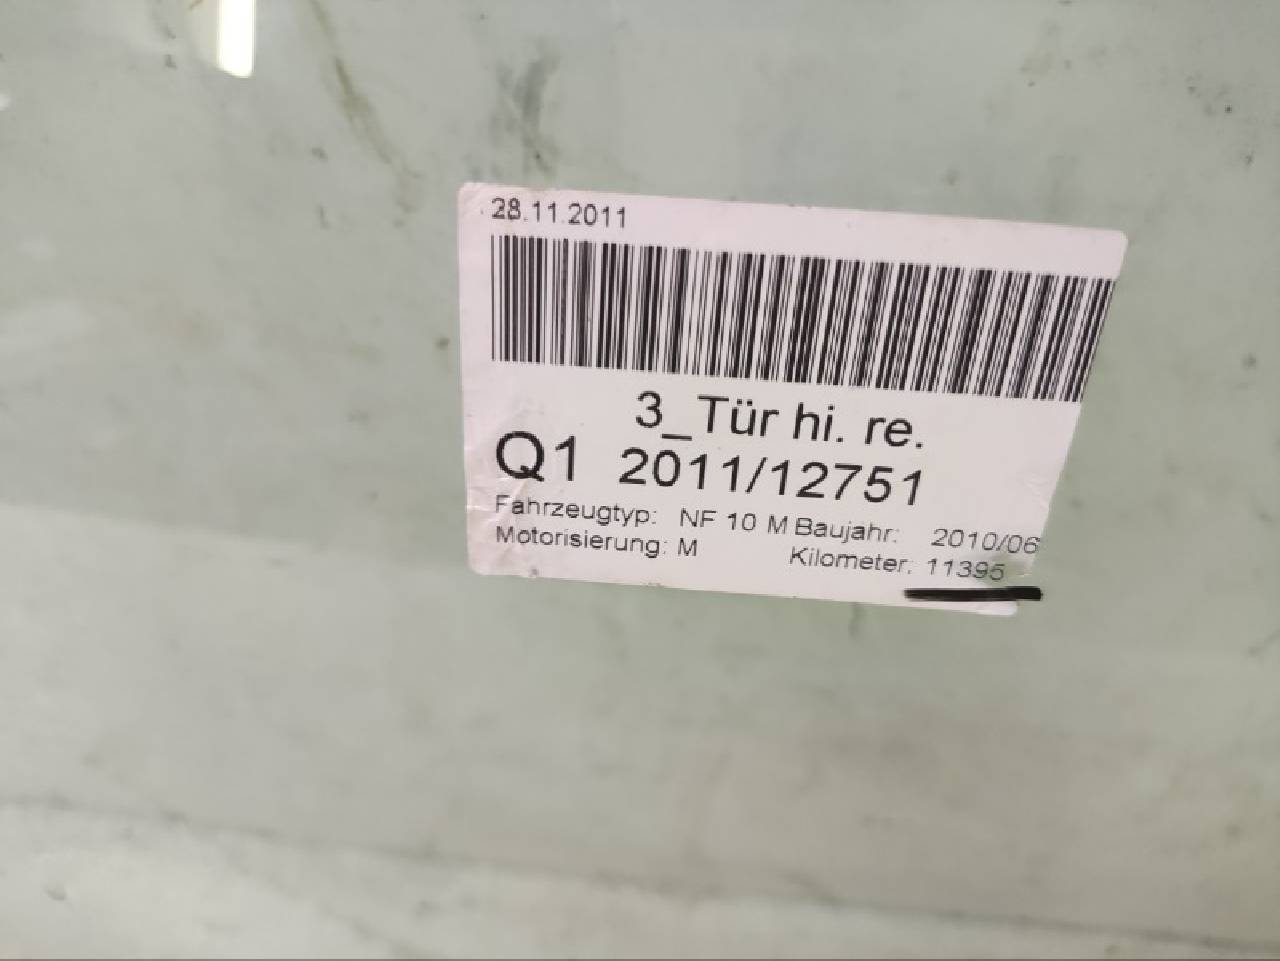 28.11.2011
3_Tür hi. re.
Q1 2011/12751
Fahrzeugtyp: NF 10 M Baujahr: 2010/06
Motorisierung: M Kilometer: 11395